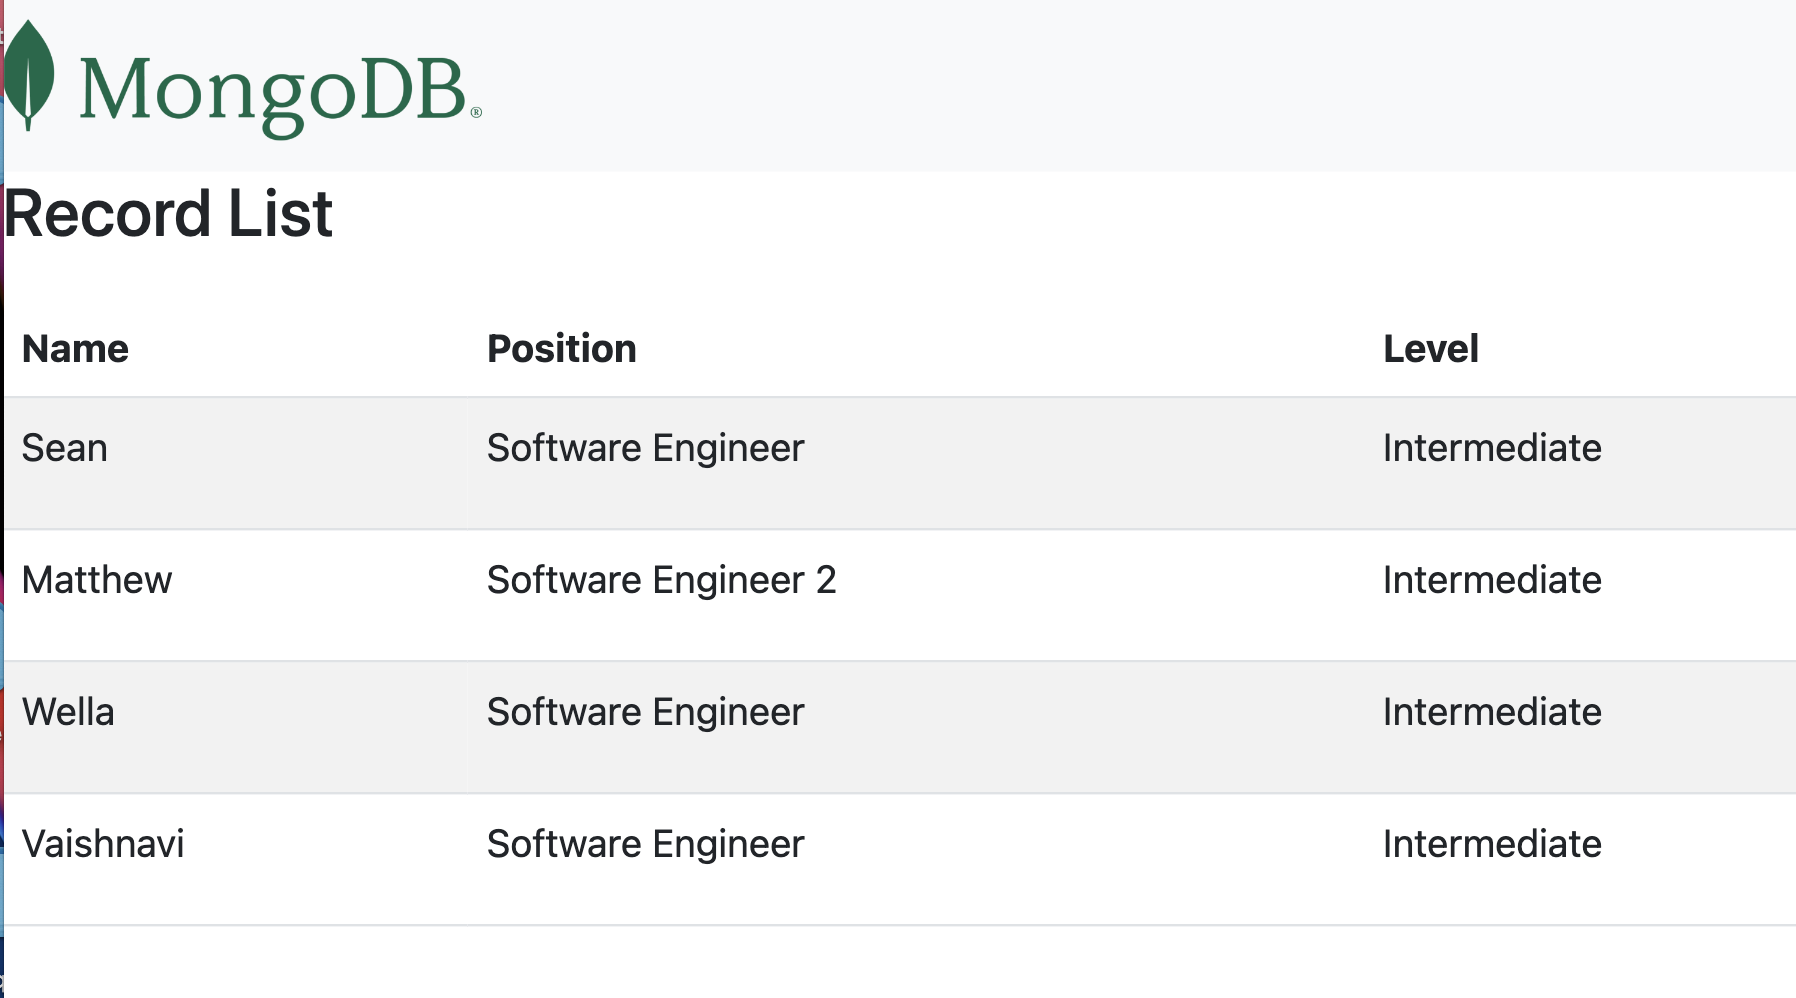 MongoDB®
Record List
Name Position Level
Sean Software Engineer Intermediate
Matthew Software Engineer 2 Intermediate
Wella Software Engineer Intermediate
Vaishnavi Software Engineer Intermediate